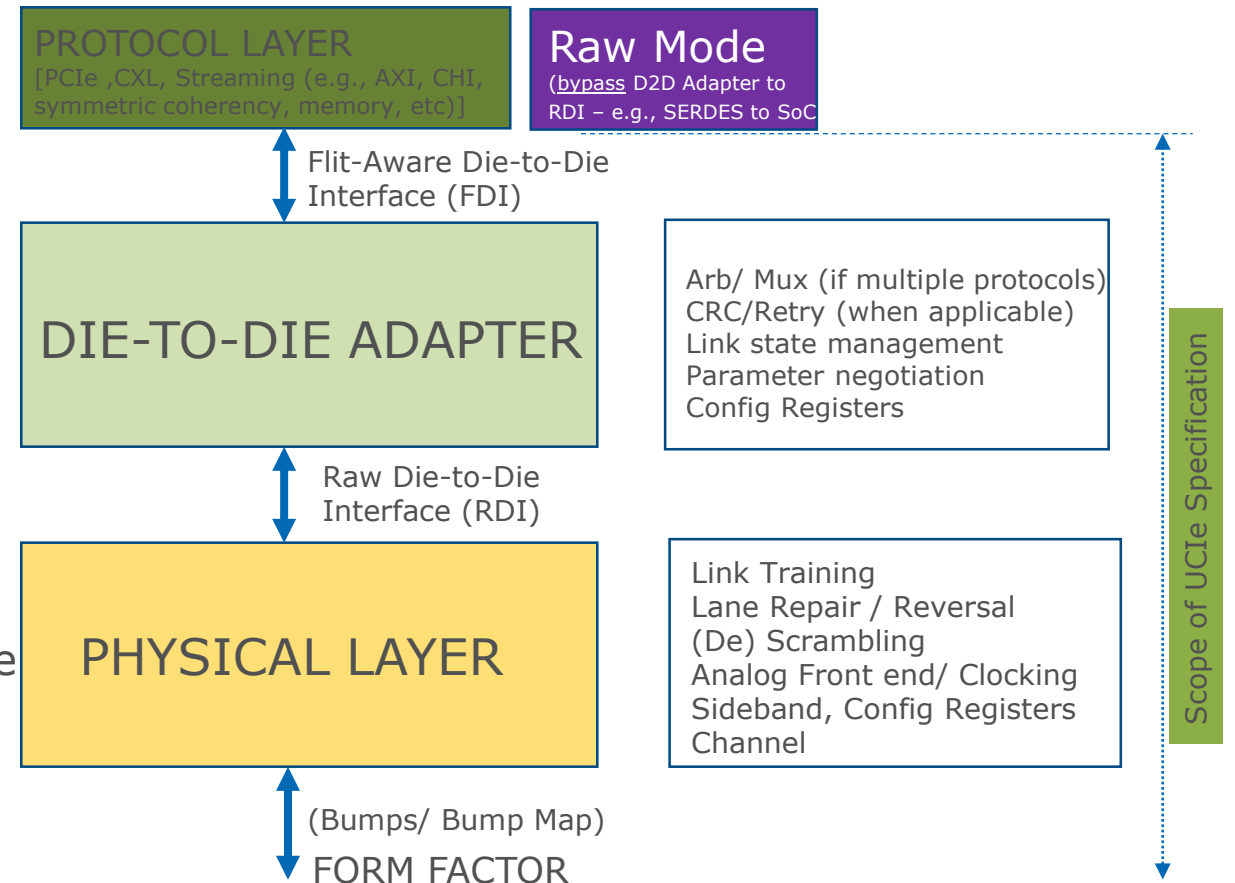 PROTOCOL LAYER
[PCIe ,CXL, Streaming (e.g., AXI, CHI,
symmetric coherency, memory, etc)]
Raw Mode
(bypass D2D Adapter to
RDI – e.g., SERDES to SoC
Flit-Aware Die-to-Die
Interface (FDI)
DIE-TO-DIE ADAPTER
Arb/ Mux (if multiple protocols)
CRC/Retry (when applicable)
Link state management
Parameter negotiation
Config Registers
Raw Die-to-Die
Interface (RDI)
e
PHYSICAL LAYER
Link Training
Lane Repair / Reversal
(De) Scrambling
Analog Front end/ Clocking
Sideband, Config Registers
Channel
(Bumps/ Bump Map)
FORM FACTOR
Scope of UCIe Specification